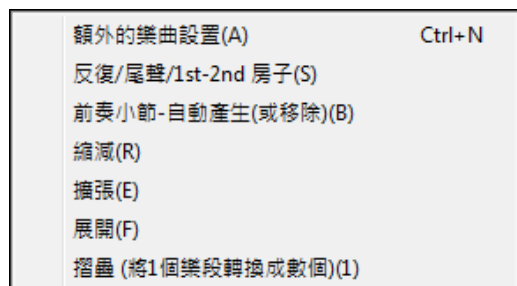 額外的樂曲設置(A) Ctrl+N
反復/尾聲/1st-2nd 房子(S)
前奏小節-自動產生(或移除)(B)
縮減(R)
擴張(E)
展開(F)
摺疊 (將1個樂段轉換成數個)(1)